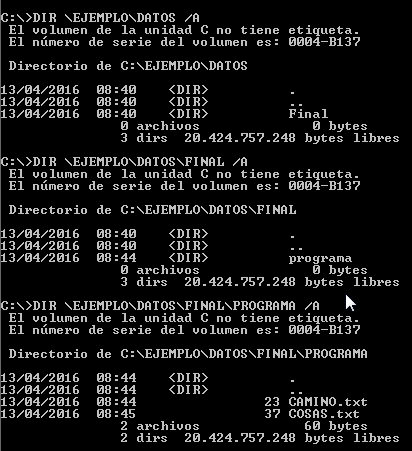 C:\>DIR \EJEMPLO\DATOS /A
El volumen de la unidad C no tiene etiqueta.
El número de serie del volumen es: 0004-B137
Directorio de C:\EJEMPLO\DATOS
13/04/2016 08:40 <DIR> .
13/04/2016 08:40 <DIR> ..
13/04/2016 08:40 <DIR> Final
0 archivos 0 bytes
3 dirs 20.424.757.248 bytes libres
C:\>DIR \EJEMPLO\DATOS\FINAL /A
El volumen de la unidad C no tiene etiqueta.
El número de serie del volumen es: 0004-B137
Directorio de C:\EJEMPLO\DATOS\FINAL
13/04/2016 08:40 <DIR> .
13/04/2016 08:40 <DIR> ..
13/04/2016 08:44 <DIR> programa
0 archivos 0 bytes
3 dirs 20.424.757.248 bytes libres
C:\>DIR \EJEMPLO\DATOS\FINAL\PROGRAMA /A
El volumen de la unidad C no tiene etiqueta.
El número de serie del volumen es: 0004-B137
Directorio de C:\EJEMPLO\DATOS\FINAL\PROGRAMA
13/04/2016 08:44 <DIR> .
13/04/2016 08:44 <DIR> ..
13/04/2016 08:44 23 CAMINO.txt
13/04/2016 08:45 37 COSAS.txt
2 archivos 60 bytes
2 dirs 20.424.757.248 bytes libres